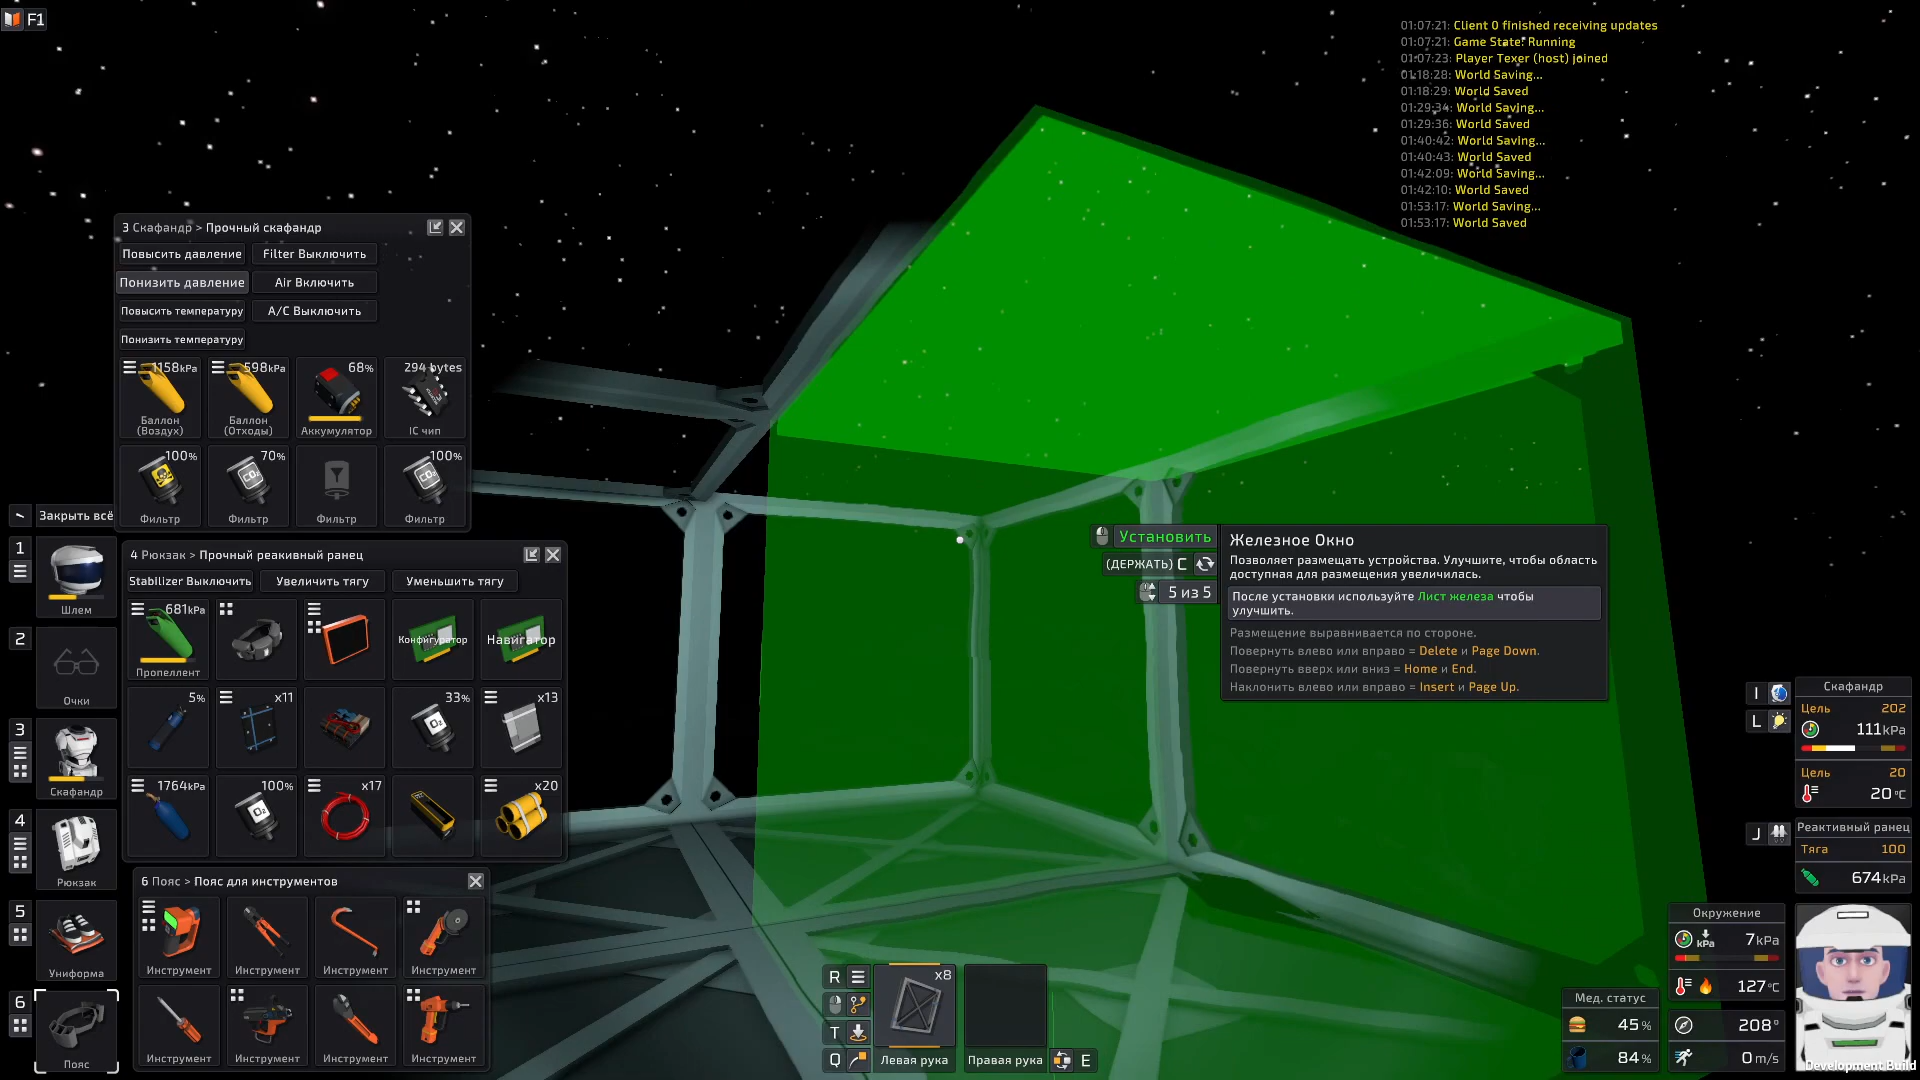 F1
01:07:21: Client 0 finished receiving updates
01:07:21: Game State: Running
01:07:23: Player Texer (host) joined
01:18:28: World Saving...
01:18:29: World Saved
01:29:34: World Saving...
01:29:36: World Saved
01:40:42: World Saving...
01:40:43: World Saved
01:42:09: World Saving...
01:42:10: World Saved
01:53:17: World Saving...
01:53:17: World Saved
3 Скафандр > Прочный скафандр
Повысить давление Filter Выключить
Понизить давление Air Включить
Повысить температуру A/C Выключить
Понизить температуру
1158kPa 598kPa 68% 294 bytes
Баллон (Воздух) Баллон (Отходы) Аккумулятор IC чип
100% 70% 100%
Фильтр Фильтр Фильтр Фильтр
Закрыть всё
4 Рюкзак > Прочный реакивный ранец
Stabilizer Выключить Увеличить тягу Уменьшить тягу
681kPa Конфигуратор Навигатор
Пропеллент
5% x11 33% x13
1764kPa 100% x17 x20
6 Пояс > Пояс для инструментов
Инструмент Инструмент Инструмент Инструмент
Инструмент Инструмент Инструмент Инструмент
1
Шлем
2
Очки
3
Скафандр
4
Рюкзак
5
Униформа
6
Пояс
Установить
(ДЕРЖАТЬ) C
5 из 5
Железное Окно
Позволяет размещать устройства. Улучшите, чтобы область
доступная для размещения увеличилась.
После установки используйте Лист железа чтобы
улучшить.
Размещение выравнивается по стороне.
Повернуть влево или вправо = Delete и Page Down.
Повернуть вверх или вниз = Home и End.
Наклонить влево или вправо = Insert и Page Up.
R
T
Q
x8
Левая рука Правая рука E
I
L
Скафандр
Цель 202
111kPa
Цель 20
20°C
J
Реактивный ранец
Тяга 100
674kPa
Окружение
kPa 7kPa
127°C
208°
0m/s
Мед. статус
45%
84%
Development Build